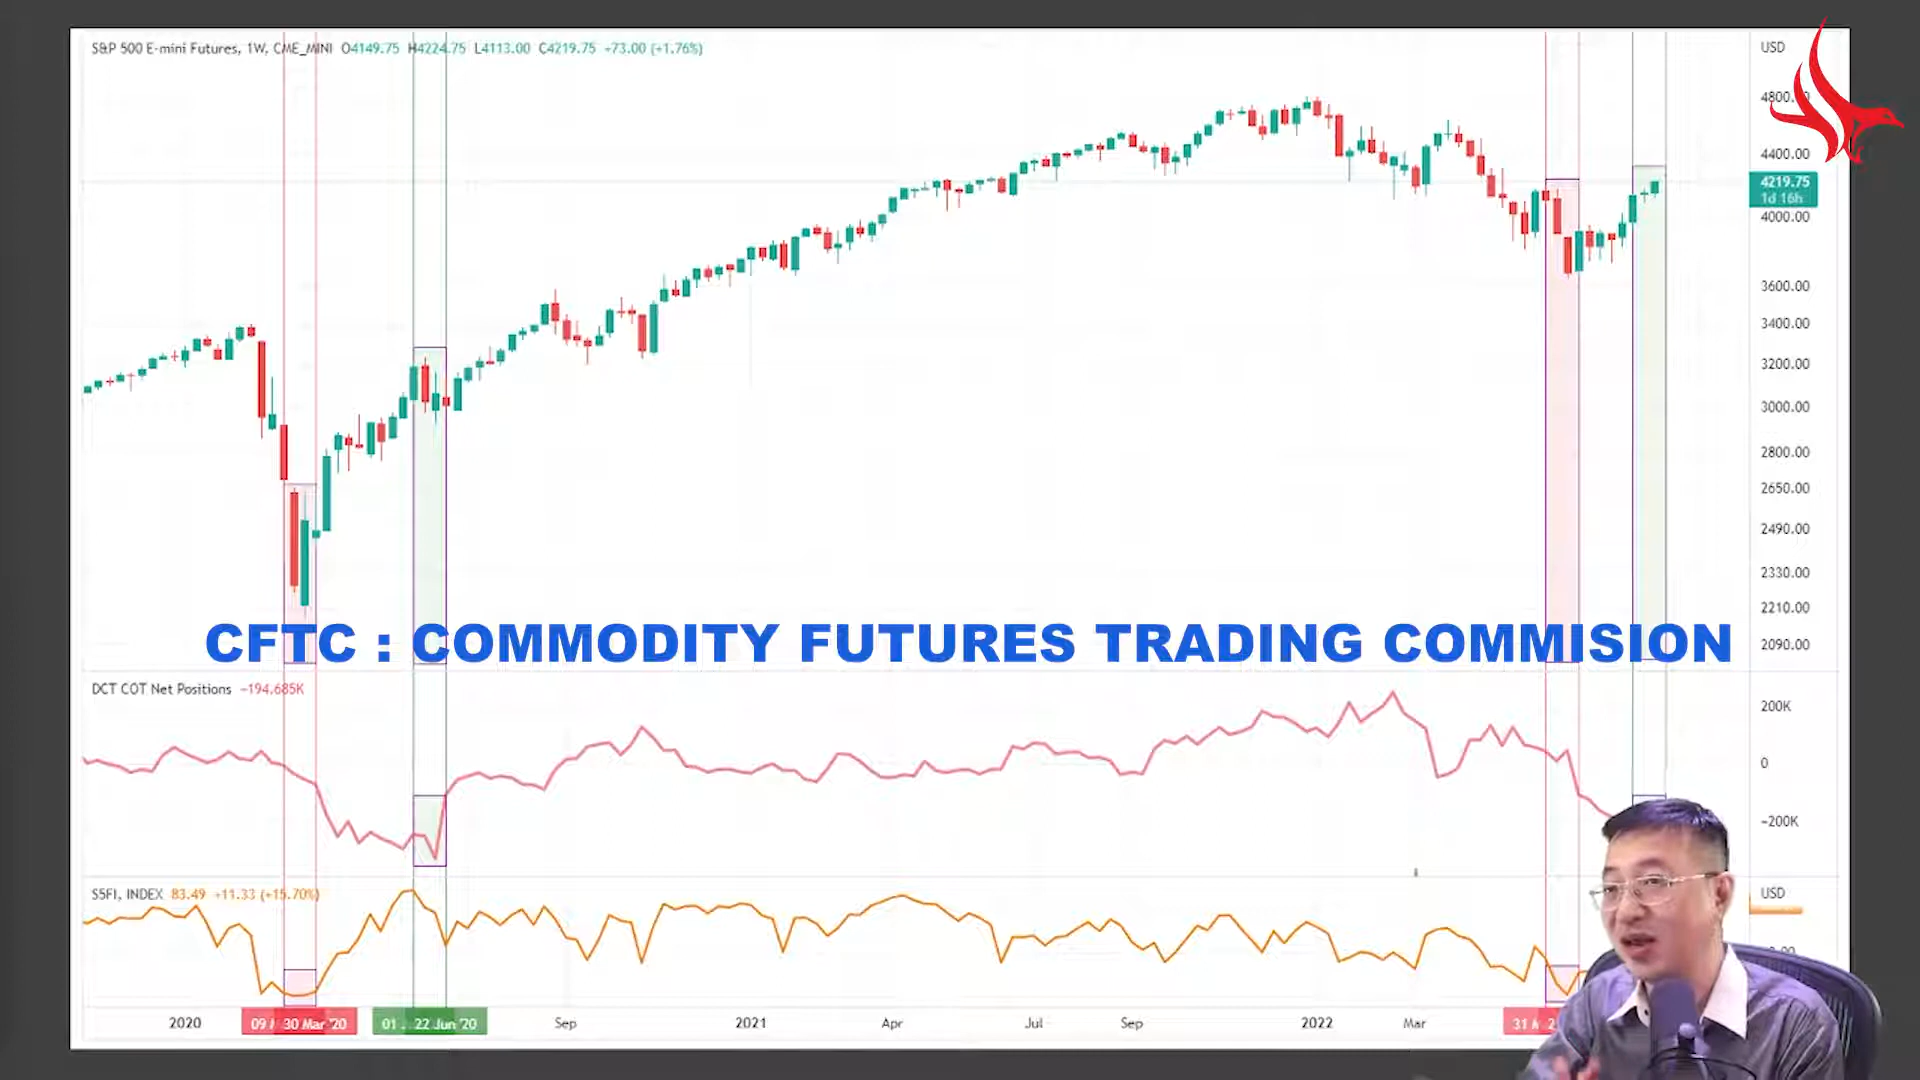 S&P 500 E-mini Futures, 1W, CME_MINI O4149.75 H4224.75 L4113.00 C4219.75 +73.00 (+1.76%)
USD
4800.
4400.00
4219.75
1d 16h
4000.00
3600.00
3400.00
3200.00
3000.00
2800.00
2650.00
2490.00
2330.00
2210.00
2090.00
CFTC : COMMODITY FUTURES TRADING COMMISION
DCT COT Net Positions -194.685K
200K
0
-200K
S5FI, INDEX 83.49 +11.33 (+15.70%)
USD
2020
30 Mar '20
01
22 Jun '20
Sep
2021
Apr
Jul
Sep
2022
Mar
31